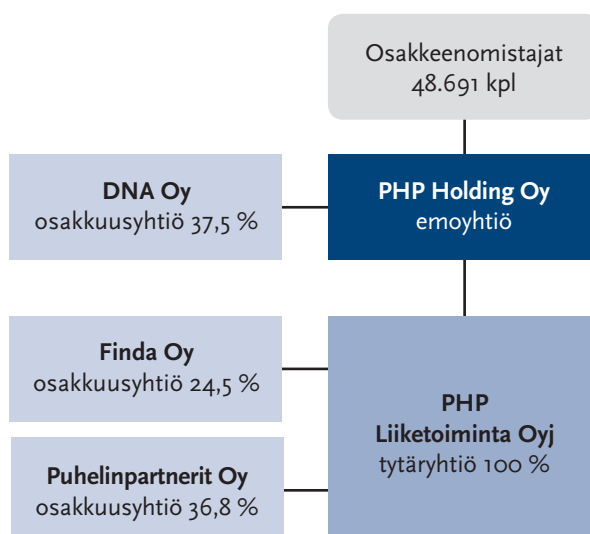 Osakkeenomistajat
48.691 kpl
DNA Oy
osakkuusyhtiö 37,5 %
PHP Holding Oy
emoyhtiö
Finda Oy
osakkuusyhtiö 24,5 %
PHP
Liiketoiminta Oyj
tytäryhtiö 100 %
Puhelinpartnerit Oy
osakkuusyhtiö 36,8 %